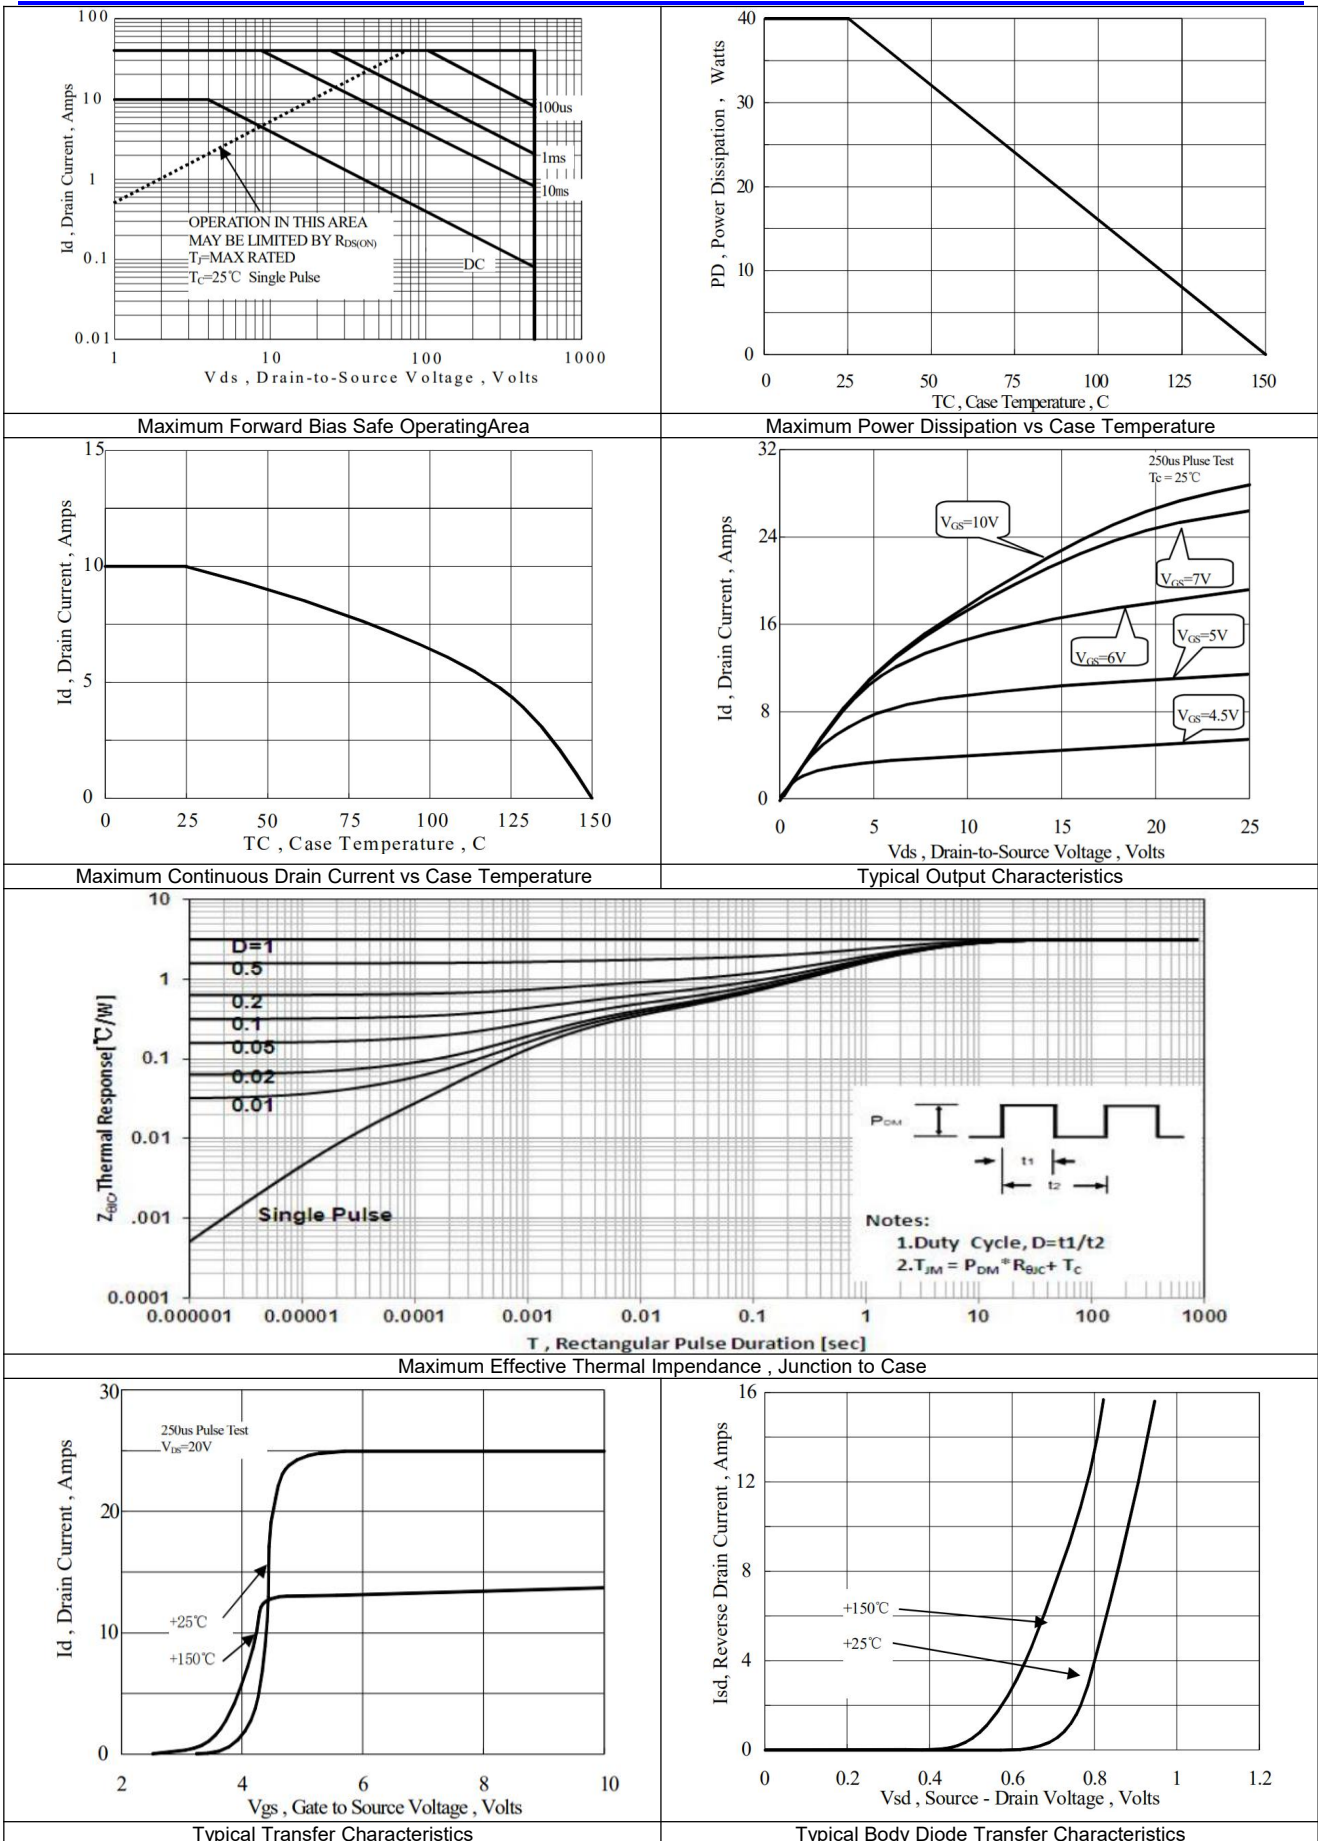 100
10
1
0.1
0.01
Id , Drain Current , Amps
100us
1ms
10ms
DC
OPERATION IN THIS AREA
MAY BE LIMITED BY RDS(ON)
TJ=MAX RATED
TC=25℃ Single Pulse
1 10 100 1000
Vds , Drain-to-Source Voltage , Volts
Maximum Forward Bias Safe OperatingArea
40
30
20
10
0
PD , Power Dissipation , Watts
0 25 50 75 100 125 150
TC , Case Temperature , C
Maximum Power Dissipation vs Case Temperature
15
10
5
0
Id , Drain Current , Amps
0 25 50 75 100 125 150
TC , Case Temperature , C
Maximum Continuous Drain Current vs Case Temperature
32
24
16
8
0
Id , Drain Current , Amps
250us Pluse Test
Tc = 25℃
VGS=10V
VGS=7V
VGS=6V
VGS=5V
VGS=4.5V
0 5 10 15 20 25
Vds , Drain-to-Source Voltage , Volts
Typical Output Characteristics
10
1
0.1
0.01
.001
0.0001
ZθJC,Thermal Response[℃/W]
D=1
0.5
0.2
0.1
0.05
0.02
0.01
Single Pulse
PDM
t1
t2
Notes:
1.Duty Cycle, D=t1/t2
2.TJM = PDM*RθJC+ TC
0.000001 0.00001 0.0001 0.001 0.01 0.1 1 10 100 1000
T , Rectangular Pulse Duration [sec]
Maximum Effective Thermal Impendance , Junction to Case
30
20
10
0
Id , Drain Current , Amps
250us Pulse Test
VDS=20V
+25℃
+150℃
2 4 6 8 10
Vgs , Gate to Source Voltage , Volts
Typical Transfer Characteristics
16
12
8
4
0
Isd, Reverse Drain Current , Amps
+150℃
+25℃
0 0.2 0.4 0.6 0.8 1 1.2
Vsd , Source - Drain Voltage , Volts
Typical Body Diode Transfer Characteristics